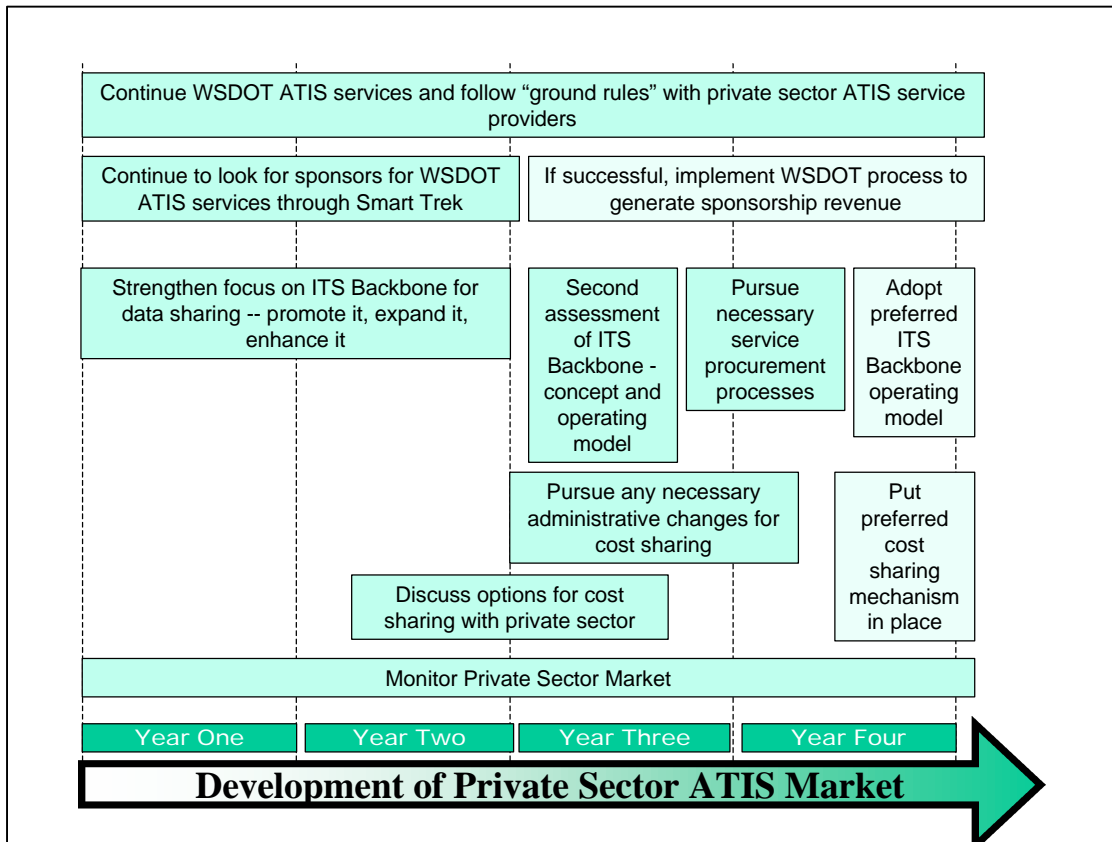 Continue WSDOT ATIS services and follow “ground rules” with private sector ATIS service
providers
Continue to look for sponsors for WSDOT
ATIS services through Smart Trek
If successful, implement WSDOT process to
generate sponsorship revenue
Strengthen focus on ITS Backbone for
data sharing -- promote it, expand it,
enhance it
Second
assessment
of ITS
Backbone -
concept and
operating
model
Pursue
necessary
service
procurement
processes
Adopt
preferred
ITS
Backbone
operating
model
Pursue any necessary
administrative changes for
cost sharing
Put
preferred
cost
sharing
mechanism
in place
Discuss options for cost
sharing with private sector
Monitor Private Sector Market
Year One
Year Two
Year Three
Year Four
Development of Private Sector ATIS Market